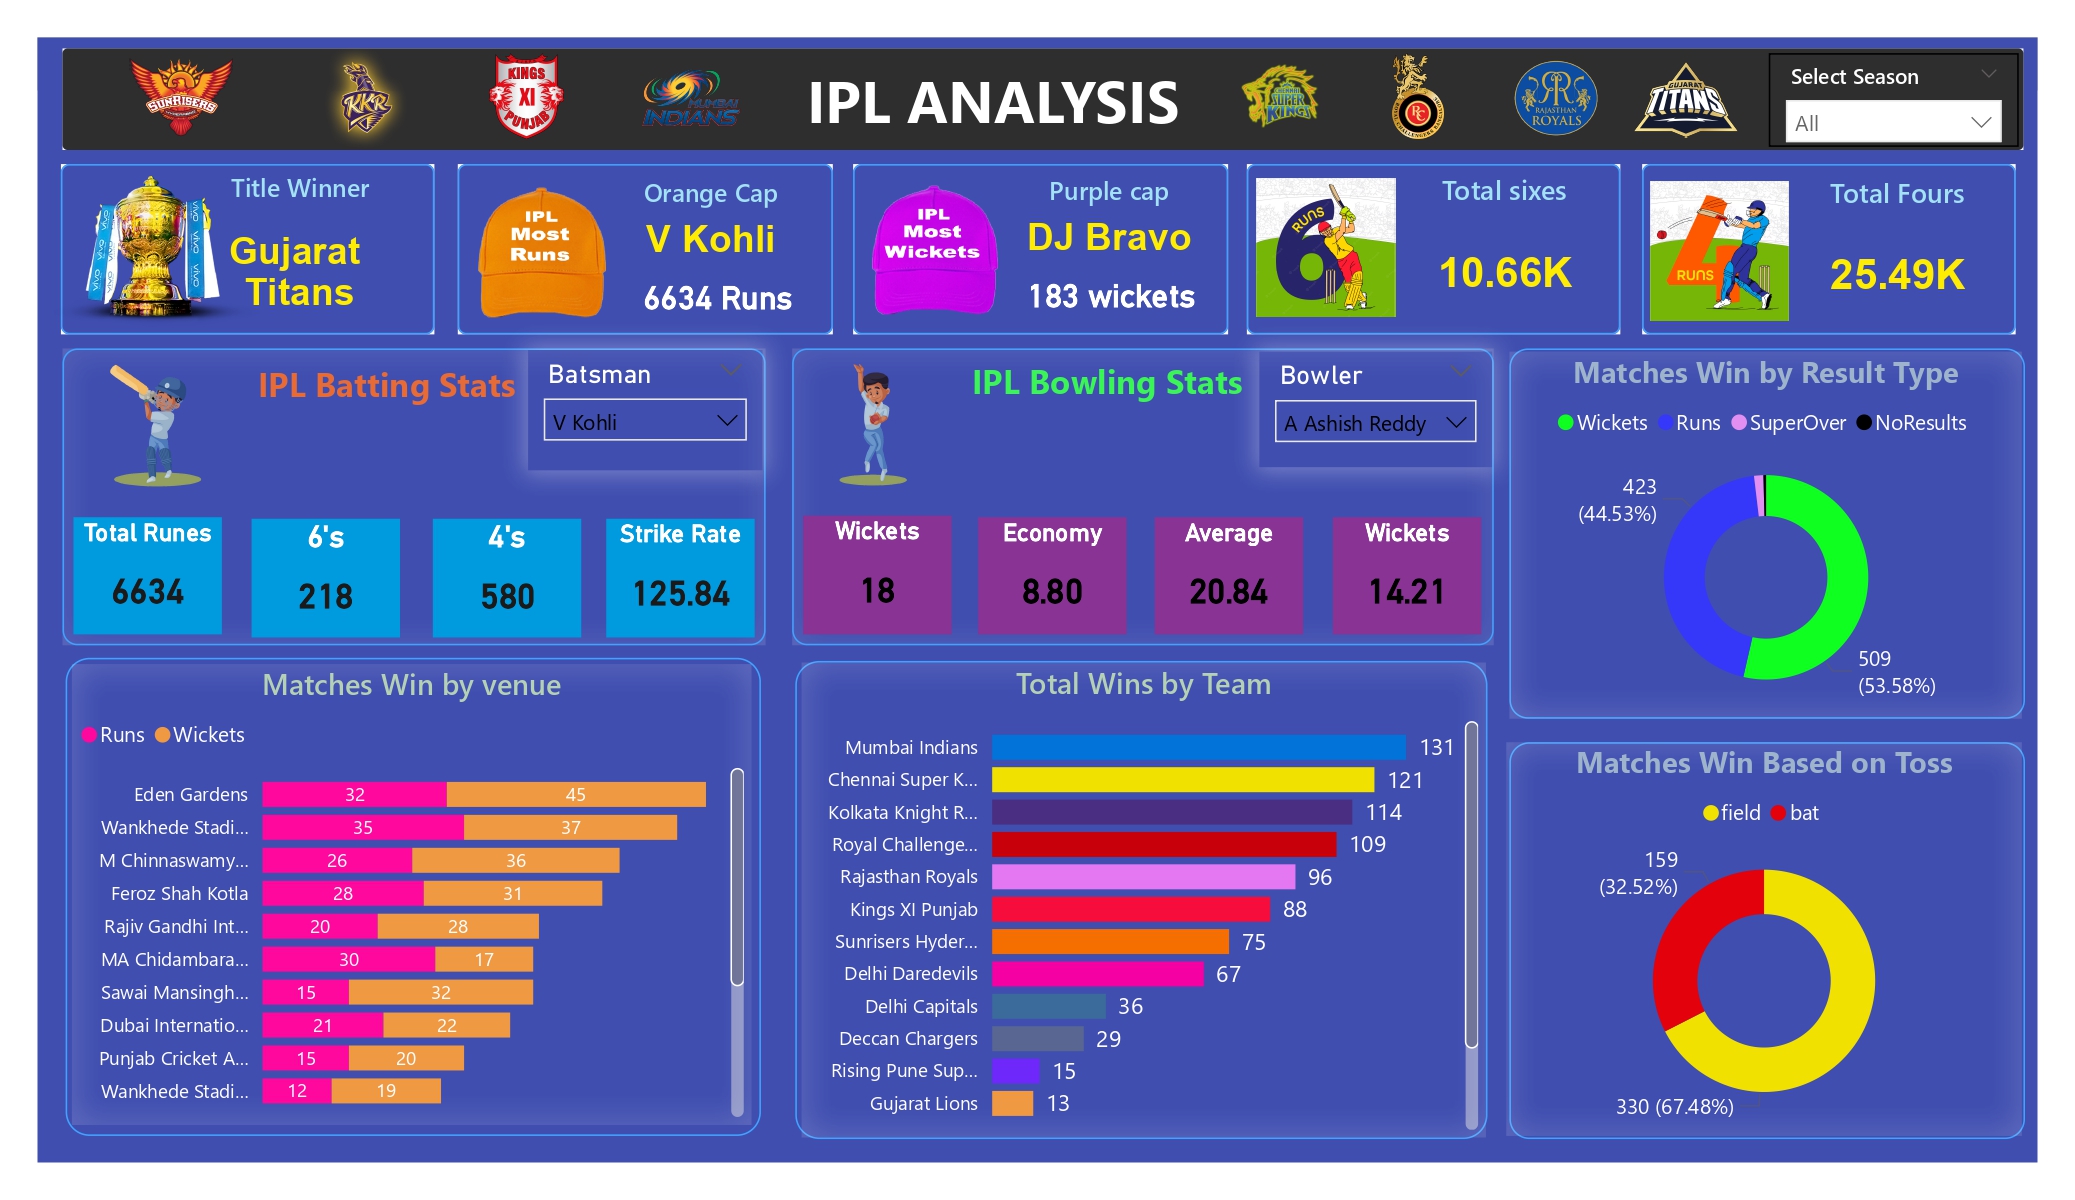 SUNRISERS
KKR
KINGS
XI
PUNJAB
MUMBAI
INDIANS
IPL ANALYSIS
CHENNAI
SUPER
KINGS
RC
RR
RAJASTHAN
ROYALS
GUJARAT
TITANS
Select Season
All
Title Winner
Gujarat
Titans
VIVO
VIVO
VIVO
VIVO
IPL
Most
Runs
Orange Cap
V Kohli
6634 Runs
IPL
Most
Wickets
Purple cap
DJ Bravo
183 wickets
6
RUNS
Total sixes
10.66K
4
RUNS
Total Fours
25.49K
IPL Batting Stats
Batsman
V Kohli
Total Runes
6634
6's
218
4's
580
Strike Rate
125.84
IPL Bowling Stats
Bowler
A Ashish Reddy
Wickets
18
Economy
8.80
Average
20.84
Wickets
14.21
Matches Win by Result Type
Wickets Runs SuperOver NoResults
423
(44.53%)
509
(53.58%)
Matches Win by venue
Runs Wickets
Eden Gardens 32 45
Wankhede Stadi... 35 37
M Chinnaswamy... 26 36
Feroz Shah Kotla 28 31
Rajiv Gandhi Int... 20 28
MA Chidambara... 30 17
Sawai Mansingh... 15 32
Dubai Internatio... 21 22
Punjab Cricket A... 15 20
Wankhede Stadi... 12 19
Total Wins by Team
Mumbai Indians 131
Chennai Super K... 121
Kolkata Knight R... 114
Royal Challenge... 109
Rajasthan Royals 96
Kings XI Punjab 88
Sunrisers Hyder... 75
Delhi Daredevils 67
Delhi Capitals 36
Deccan Chargers 29
Rising Pune Sup... 15
Gujarat Lions 13
Matches Win Based on Toss
field bat
159
(32.52%)
330 (67.48%)